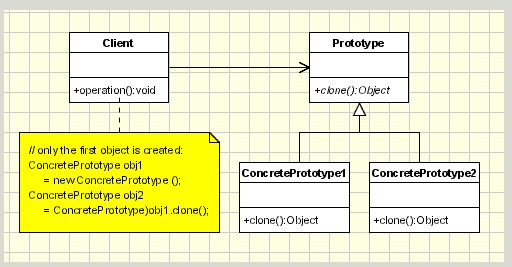 Client
+operation():void
Prototype
+clone():Object
// only the first object is created:
ConcretePrototype obj1
= new ConcretePrototype ();
ConcretePrototype obj2
= ConcretePrototype)obj1.clone();
ConcretePrototype1
+clone():Object
ConcretePrototype2
+clone():Object